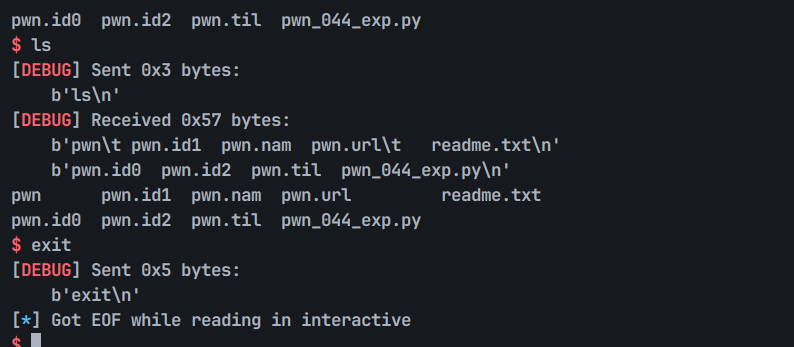 pwn.id0  pwn.id2  pwn.til  pwn_044_exp.py
$ ls
[DEBUG] Sent 0x3 bytes:
    b'ls\n'
[DEBUG] Received 0x57 bytes:
    b'pwn\t pwn.id1  pwn.nam  pwn.url\t   readme.txt\n'
    b'pwn.id0  pwn.id2  pwn.til  pwn_044_exp.py\n'
pwn      pwn.id1  pwn.nam  pwn.url         readme.txt
pwn.id0  pwn.id2  pwn.til  pwn_044_exp.py
$ exit
[DEBUG] Sent 0x5 bytes:
    b'exit\n'
[*] Got EOF while reading in interactive
$